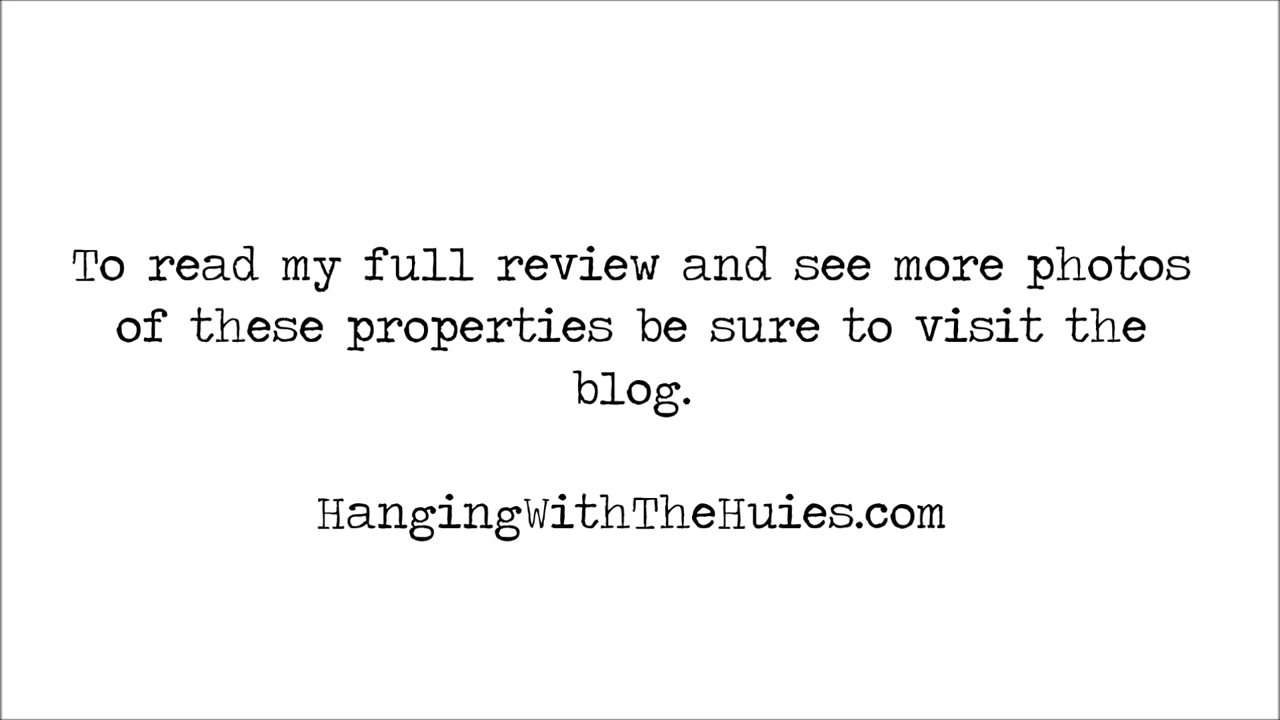 To read my full review and see more photos
of these properties be sure to visit the
blog.
HangingWithTheHuies.com